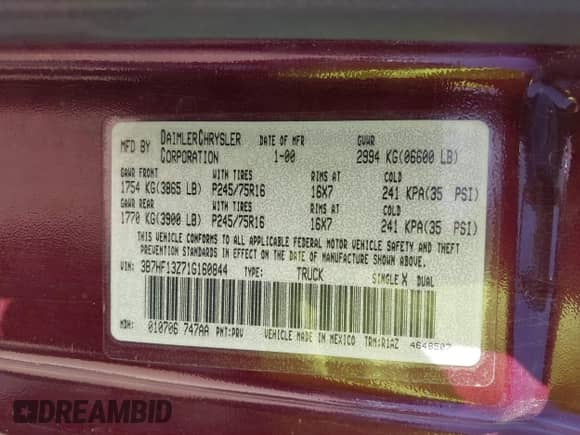 MFD BY DAIMLERCHRYSLER CORPORATION DATE OF MFR 1-00 GVWR 2994 KG(06600 LB)
GAWR FRONT WITH TIRES RIMS AT COLD
1754 KG(3865 LB) P245/75R16 16X7 241 KPA(35 PSI)
GAWR REAR WITH TIRES RIMS AT COLD
1770 KG(3900 LB) P245/75R16 16X7 241 KPA(35 PSI)
THIS VEHICLE CONFORMS TO ALL APPLICABLE FEDERAL MOTOR VEHICLE SAFETY AND THEFT
PREVENTION STANDARDS IN EFFECT ON THE DATE OF MANUFACTURE SHOWN ABOVE.
VIN: 3B7HF13Z71G160844 TYPE: TRUCK SINGLE X DUAL
MDH: 010706 747AA PNT:PRV VEHICLE MADE IN MEXICO TRM:R1AZ
DREAMBID